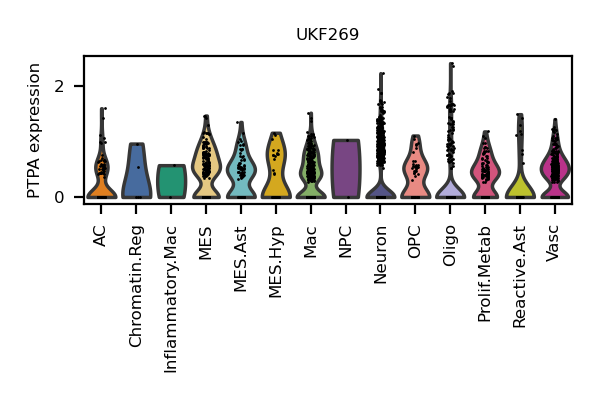 UKF269
PTPA expression
2
0
AC
Chromatin.Reg
Inflammatory.Mac
MES
MES.Ast
MES.Hyp
Mac
NPC
Neuron
OPC
Oligo
Prolif.Metab
Reactive.Ast
Vasc